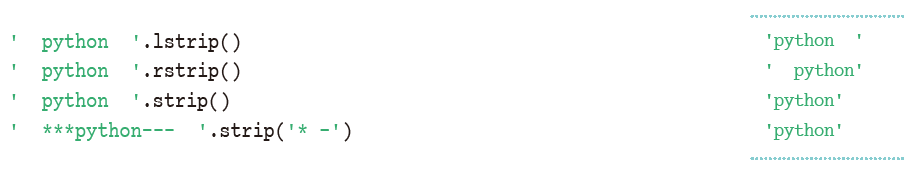 '  python  '.lstrip() 'python  '
'  python  '.rstrip() '  python'
'  python  '.strip() 'python'
'  ***python---  '.strip('* -') 'python'